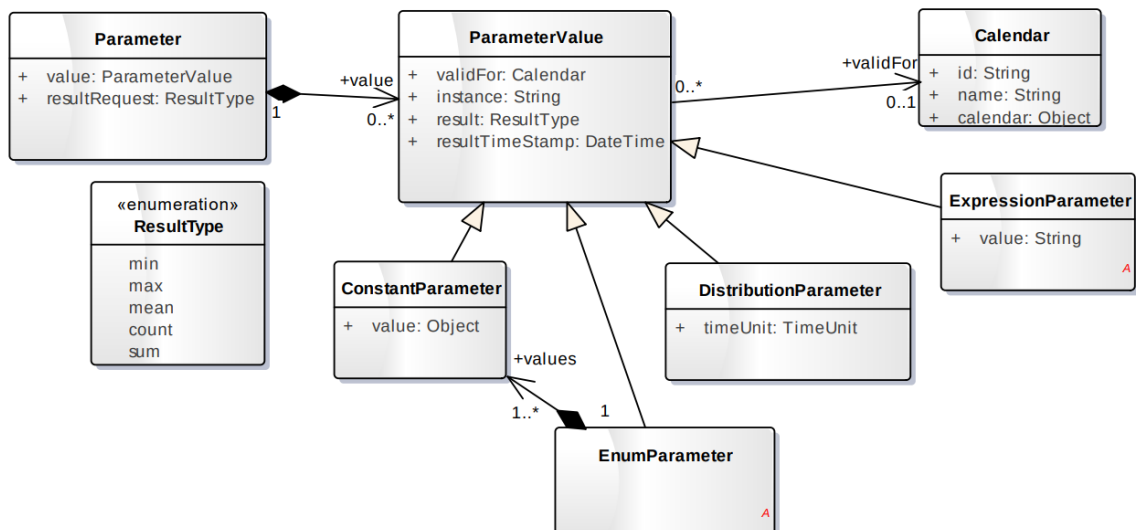 Parameter
+ value: ParameterValue
+ resultRequest: ResultType
1
+value
0..*
ParameterValue
+ validFor: Calendar
+ instance: String
+ result: ResultType
+ resultTimeStamp: DateTime
0..*
+validFor
0..1
Calendar
+ id: String
+ name: String
+ calendar: Object
«enumeration»
ResultType
min
max
mean
count
sum
ExpressionParameter
+ value: String
A
ConstantParameter
+ value: Object
DistributionParameter
+ timeUnit: TimeUnit
+values
1..*
1
EnumParameter
A